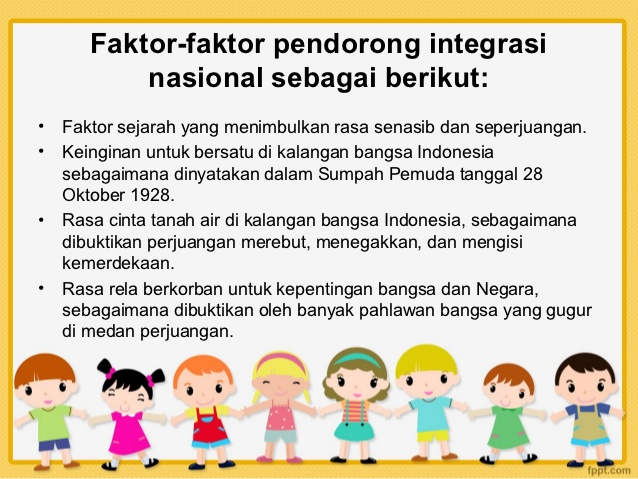 Faktor-faktor pendorong integrasi
nasional sebagai berikut:
• Faktor sejarah yang menimbulkan rasa senasib dan seperjuangan.
• Keinginan untuk bersatu di kalangan bangsa Indonesia
sebagaimana dinyatakan dalam Sumpah Pemuda tanggal 28
Oktober 1928.
• Rasa cinta tanah air di kalangan bangsa Indonesia, sebagaimana
dibuktikan perjuangan merebut, menegakkan, dan mengisi
kemerdekaan.
• Rasa rela berkorban untuk kepentingan bangsa dan Negara,
sebagaimana dibuktikan oleh banyak pahlawan bangsa yang gugur
di medan perjuangan.
fppt.com